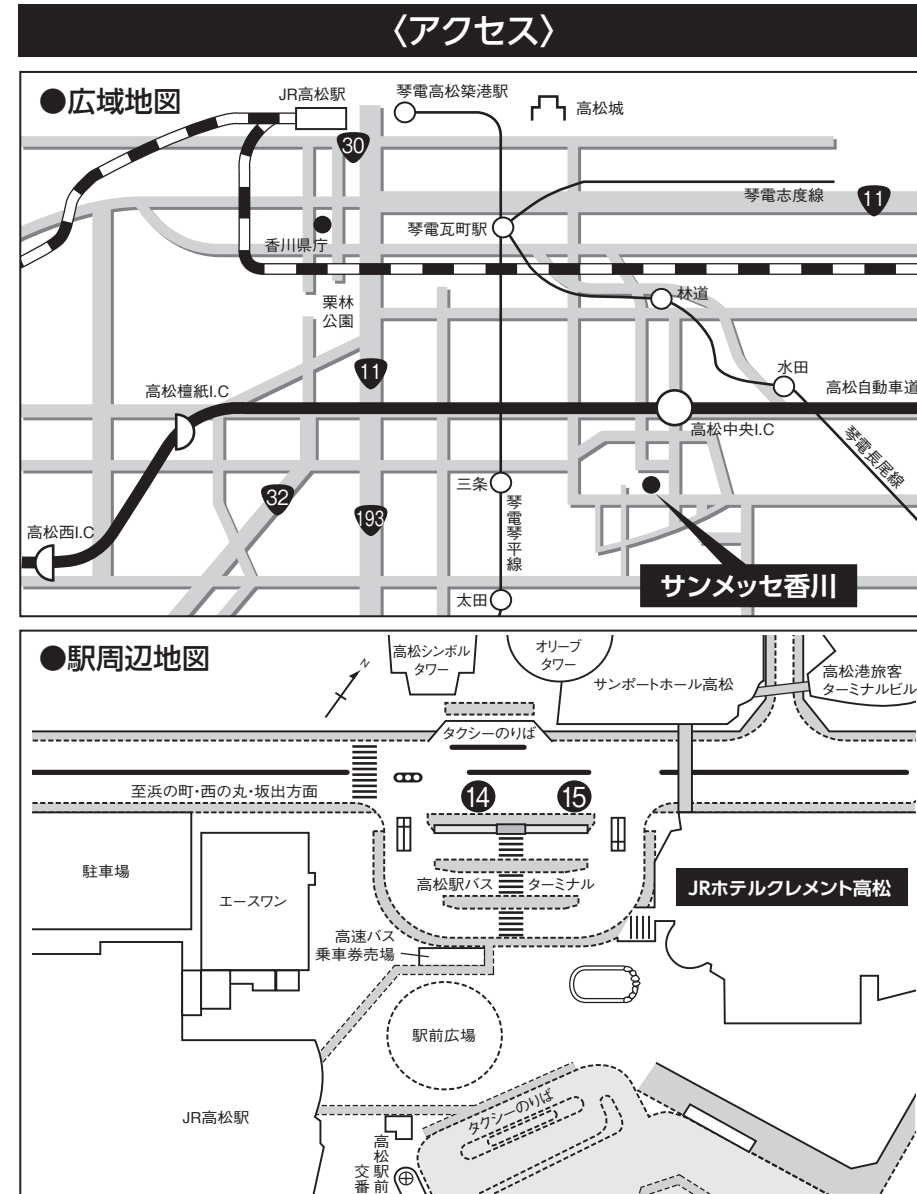 〈アクセス〉
●広域地図
JR高松駅
琴電高松築港駅
高松城
30
琴電志度線
11
香川県庁
琴電瓦町駅
栗林
公園
林道
11
水田
高松檀紙I.C
高松自動車道
高松中央I.C
琴電長尾線
32
193
三条
琴電琴平線
高松西I.C
サンメッセ香川
太田
●駅周辺地図
N
高松シンボル
タワー
オリーブ
タワー
サンポートホール高松
高松港旅客
ターミナルビル
タクシーのりば
至浜の町・西の丸・坂出方面
14
15
駐車場
エースワン
高松駅バス
ターミナル
JRホテルクレメント高松
高速バス
乗車券売場
駅前広場
JR高松駅
タクシーのりば
高松駅前
交番